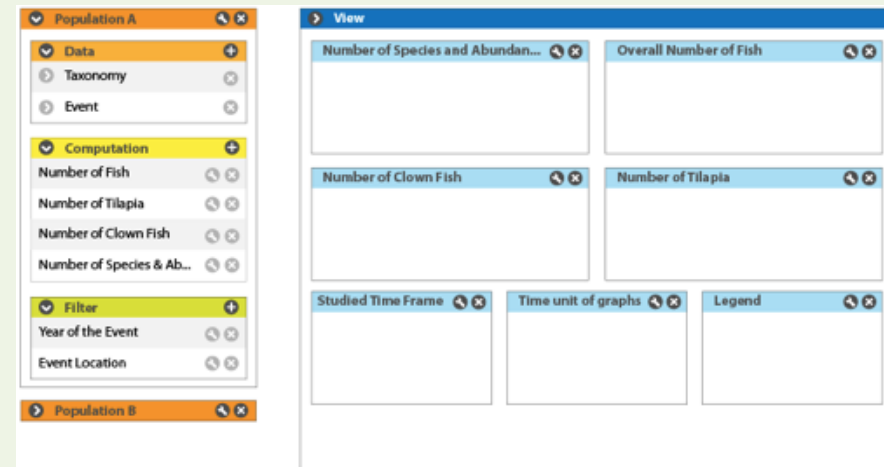 Population A
Data
Taxonomy
Event
Computation
Number of Fish
Number of Tilapia
Number of Clown Fish
Number of Species & Ab...
Filter
Year of the Event
Event Location
Population B
View
Number of Species and Abundan...
Overall Number of Fish
Number of Clown Fish
Number of Tilapia
Studied Time Frame
Time unit of graphs
Legend